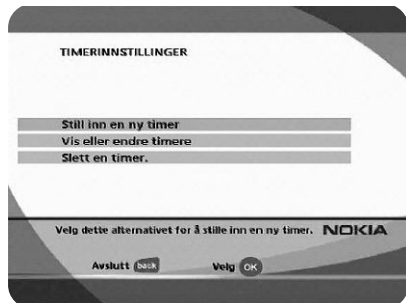 TIMERINNSTILLINGER
Still inn en ny timer
Vis eller endre timere
Slett en timer.
Velg dette alternativet for å stille inn en ny timer. NOKIA
Avslutt back Velg OK